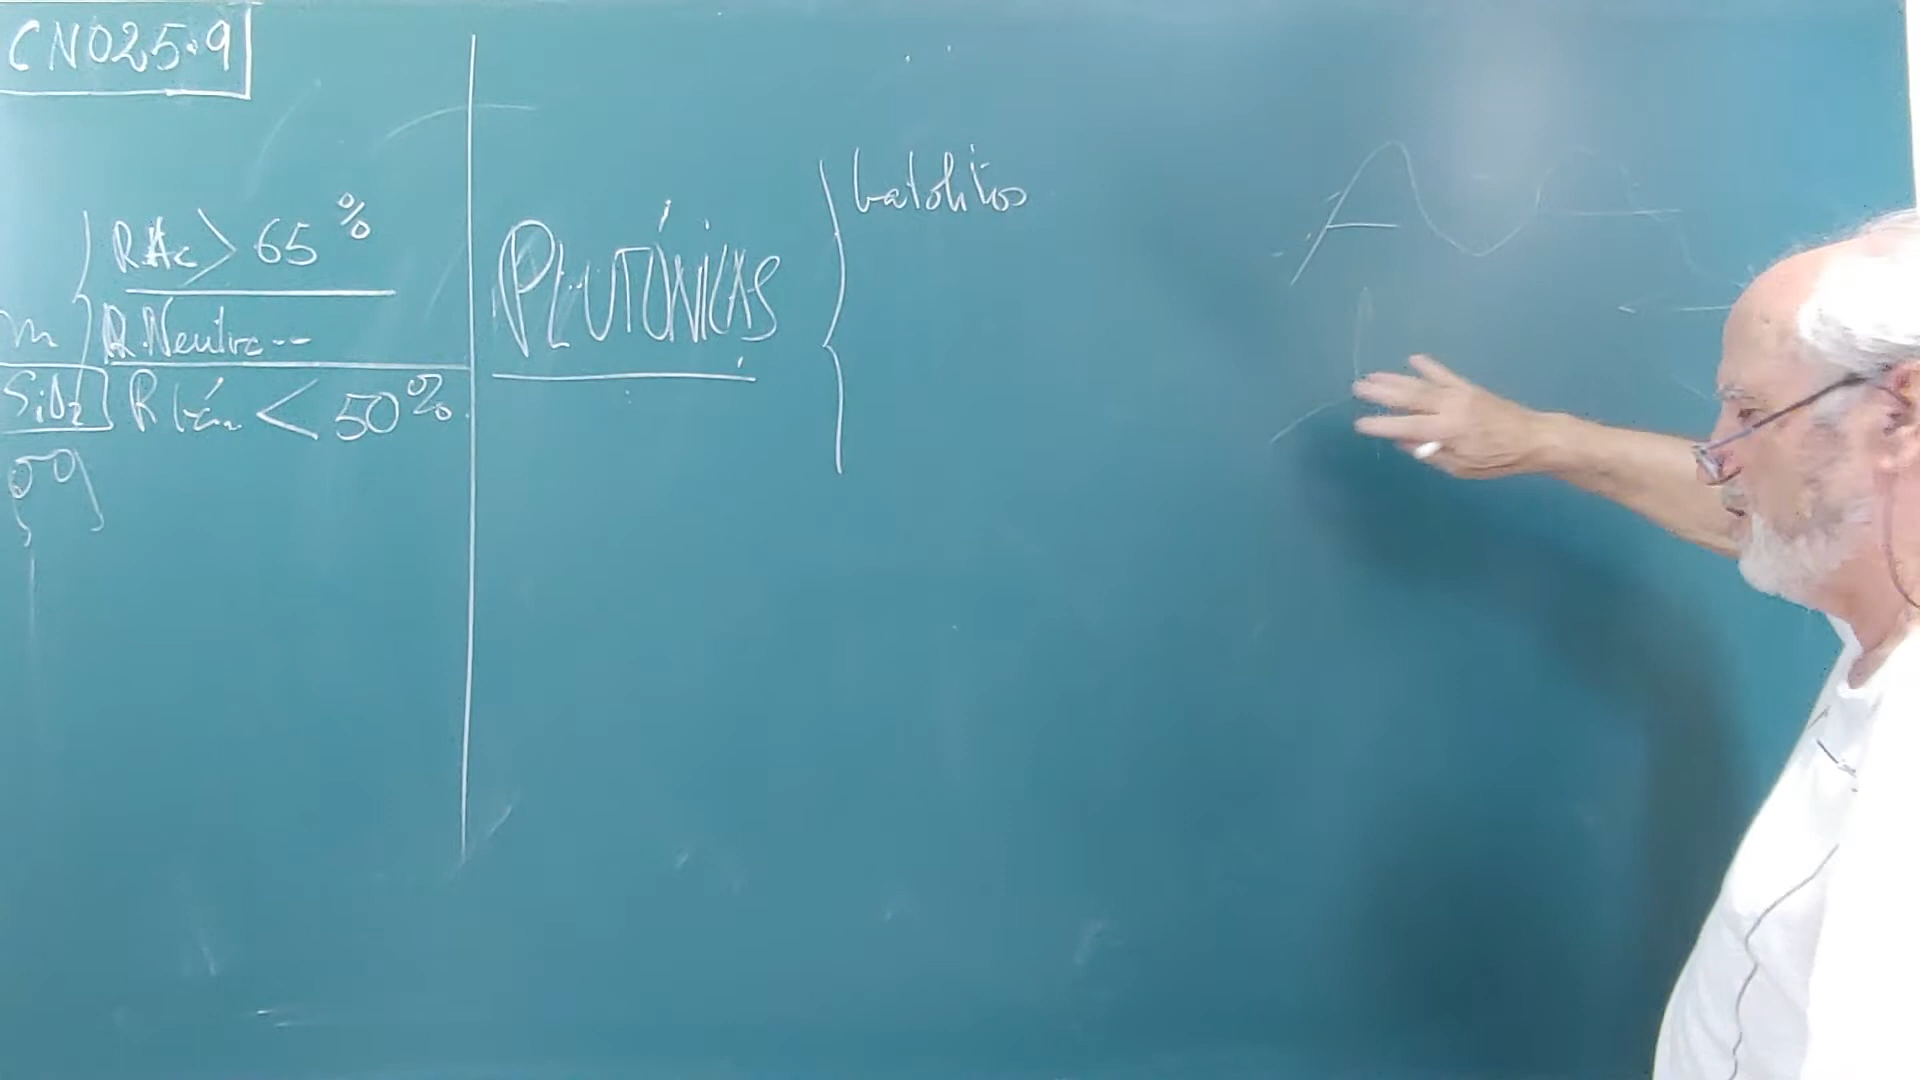 CN025.9
R.Ac > 65 %
R.Neutra --
m
SiO2
R bás < 50%
PLUTÓNICAS
batolitos